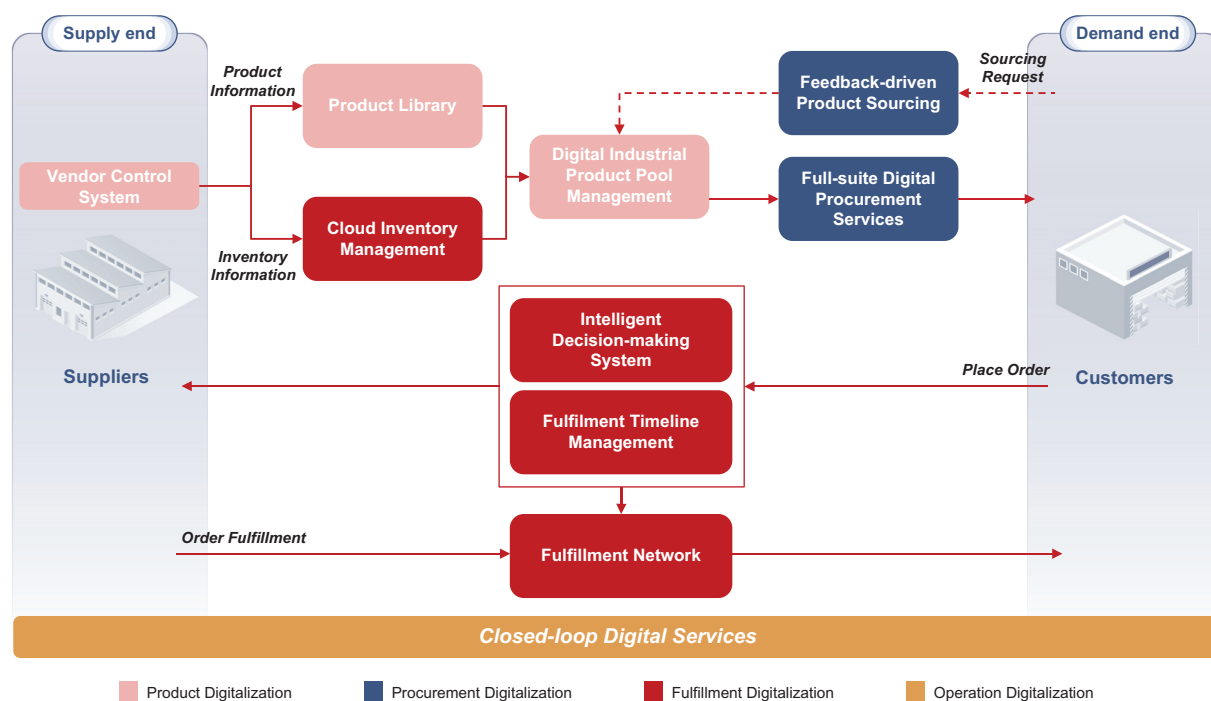 Supply end
Demand end
Product
Information
Product Library
Feedback-driven
Product Sourcing
Sourcing
Request
Vendor Control
System
Digital Industrial
Product Pool
Management
Full-suite Digital
Procurement
Services
Inventory
Information
Cloud Inventory
Management
Intelligent
Decision-making
System
Suppliers
Place Order
Customers
Fulfilment Timeline
Management
Order Fulfillment
Fulfillment Network
Closed-loop Digital Services
Product Digitalization
Procurement Digitalization
Fulfillment Digitalization
Operation Digitalization